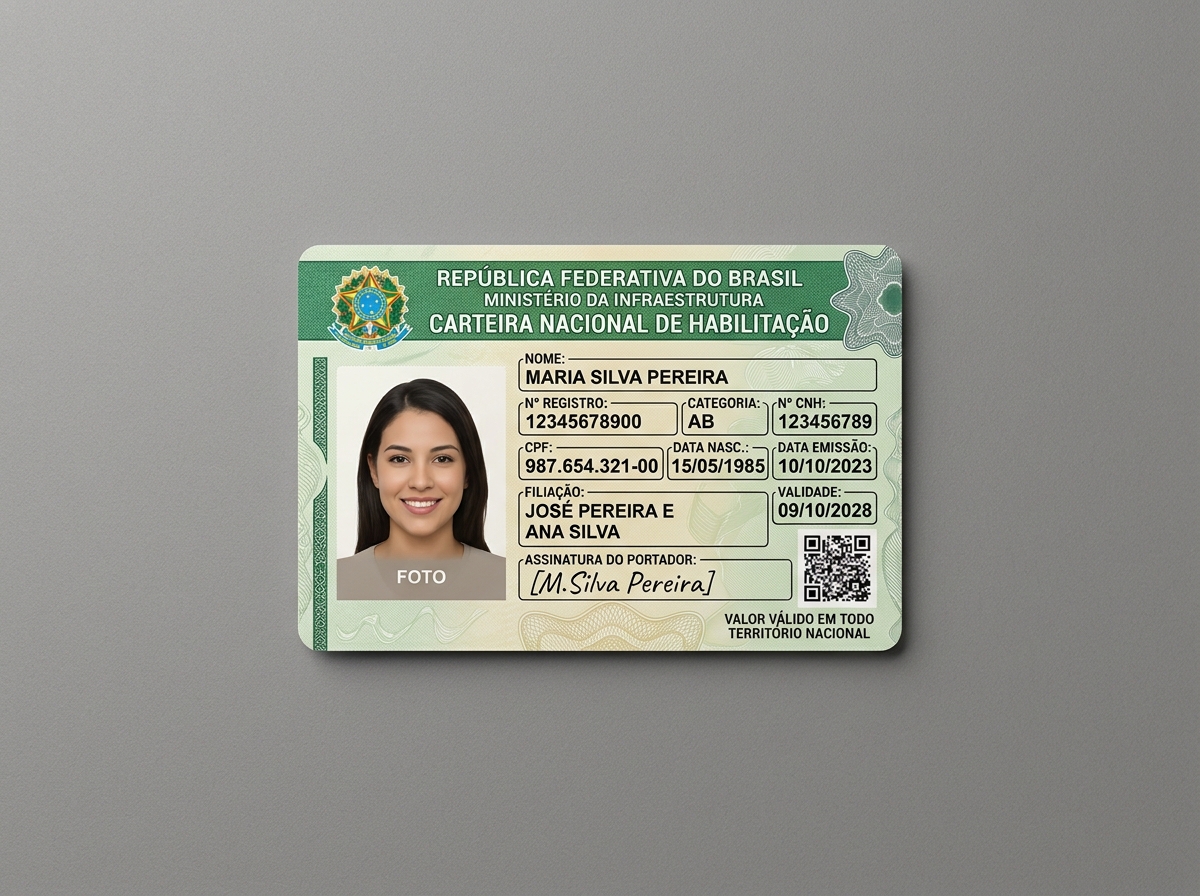 REPÚBLICA FEDERATIVA DO BRASIL
MINISTÉRIO DA INFRAESTRUTURA
CARTEIRA NACIONAL DE HABILITAÇÃO
NOME:
MARIA SILVA PEREIRA
Nº REGISTRO: CATEGORIA: Nº CNH:
12345678900 AB 123456789
CPF: DATA NASC.: DATA EMISSÃO:
987.654.321-00 15/05/1985 10/10/2023
FILIAÇÃO: VALIDADE:
JOSÉ PEREIRA E 09/10/2028
ANA SILVA
ASSINATURA DO PORTADOR:
[M.Silva Pereira]
FOTO
VALOR VÁLIDO EM TODO
TERRITÓRIO NACIONAL